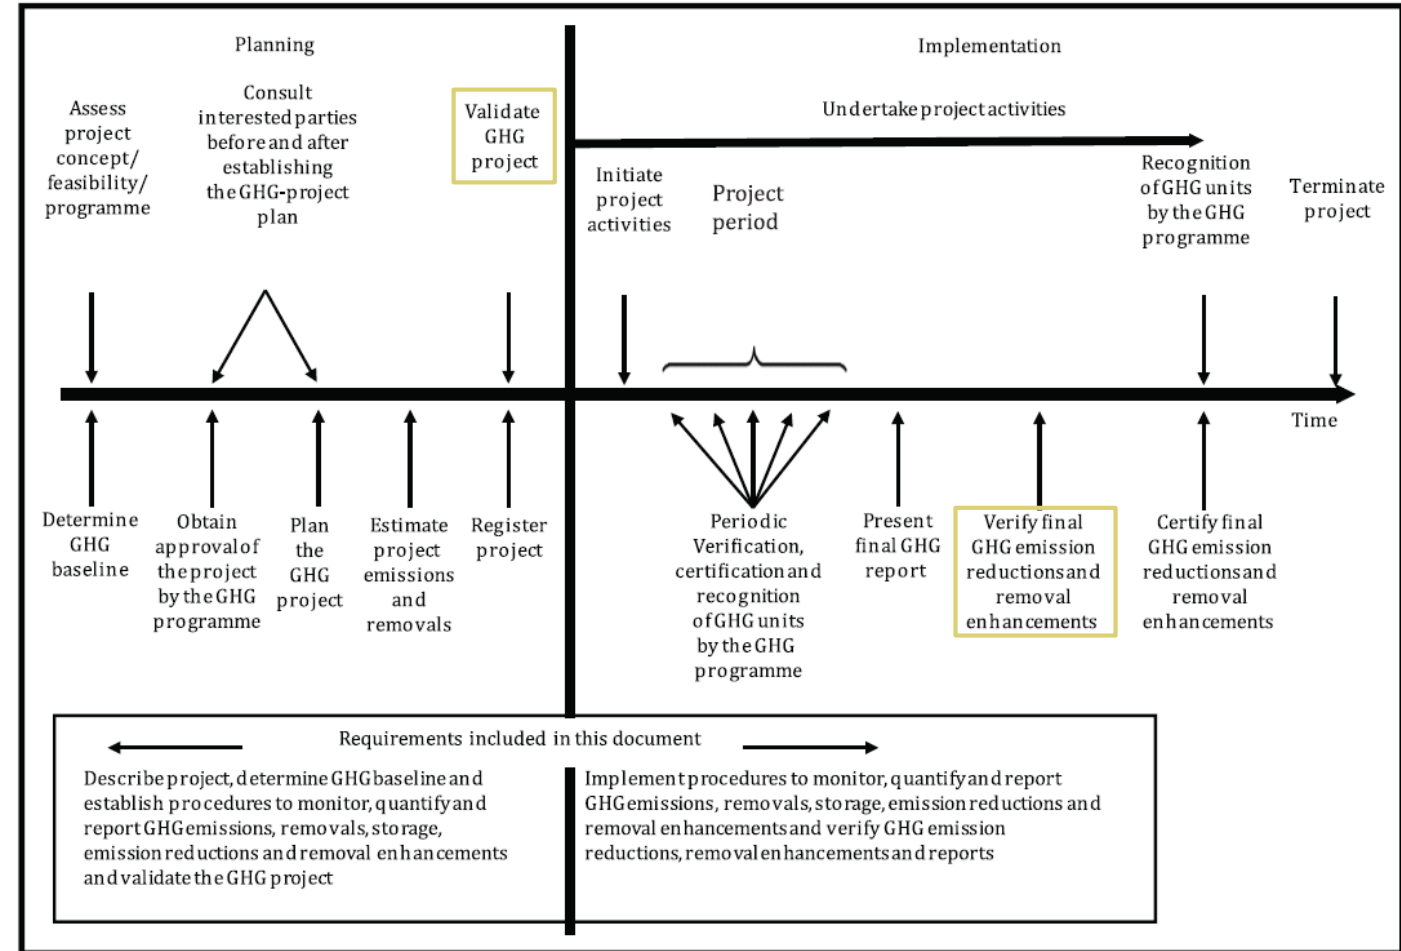 Planning
Implementation
Assess
project
concept/
feasibility/
programme
Consult
interested parties
before and after
establishing
the GHG-project
plan
Validate
GHG
project
Undertake project activities
Initiate
project
activities
Project
period
Recognition
of GHG units
by the GHG
programme
Terminate
project
Time
Determine
GHG
baseline
Obtain
approval of
the project
by the GHG
programme
Plan
the
GHG
project
Estimate
project
emissions
and
removals
Register
project
Periodic
Verification,
certification and
recognition
of GHG units
by the GHG
programme
Present
final GHG
report
Verify final
GHG emission
reductions and
removal
enhancements
Certify final
GHG emission
reductions and
removal
enhancements
Requirements included in this document
Describe project, determine GHG baseline and
establish procedures to monitor, quantify and
report GHG emissions, removals, storage,
emission reductions and removal enhancements
and validate the GHG project
Implement procedures to monitor, quantify and report
GHG emissions, removals, storage, emission reductions and
removal enhancements and verify GHG emission
reductions, removal enhancements and reports